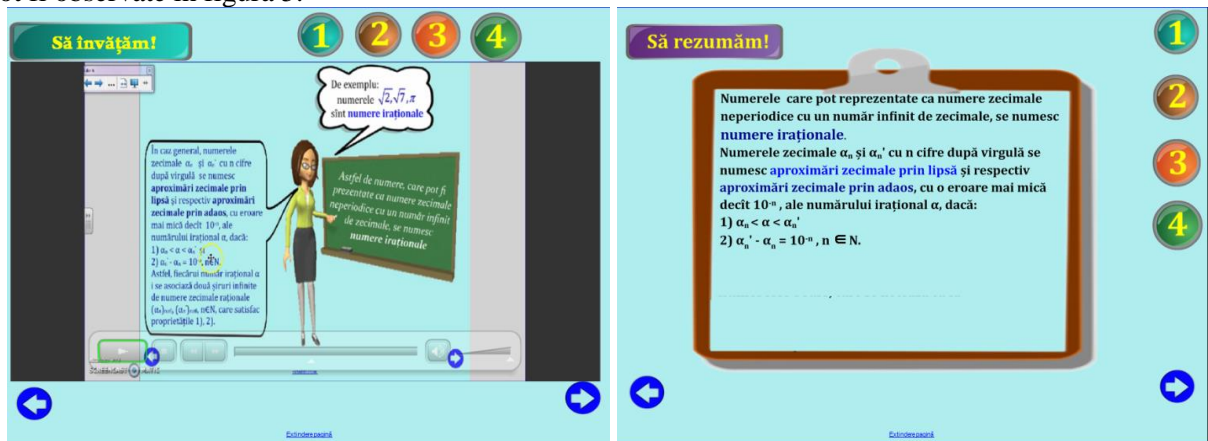 Să învățăm!
1 2 3 4
De exemplu:
numerele √2,√7,π
sînt numere iraționale
În caz general, numerele
zecimale αₙ și αₙ' cu n cifre
după virgulă se numesc
aproximări zecimale prin
lipsă și respectiv aproximări
zecimale prin adaos, cu eroare
mai mică decît 10⁻ⁿ, ale
numărului irațional α, dacă:
1) αₙ < α < αₙ' și
2) αₙ' - αₙ = 10⁻ⁿ, n∈N.
Astfel, fiecărui număr irațional α
i se asociază două șiruri infinite
de numere zecimale raționale
care satisfac
proprietățile 1), 2).
Astfel de numere, care pot fi
prezentate ca numere zecimale
neperiodice cu un număr infinit
de zecimale, se numesc
numere iraționale
Extindere pagină
Să rezumăm!
1
2
3
4
Numerele care pot reprezentate ca numere zecimale
neperiodice cu un număr infinit de zecimale, se numesc
numere iraționale.
Numerele zecimale αₙ și αₙ' cu n cifre după virgulă se
numesc aproximări zecimale prin lipsă și respectiv
aproximări zecimale prin adaos, cu o eroare mai mică
decît 10⁻ⁿ , ale numărului irațional α, dacă:
1) αₙ < α < αₙ'
2) αₙ' - αₙ = 10⁻ⁿ , n ∈ N.
Extindere pagină